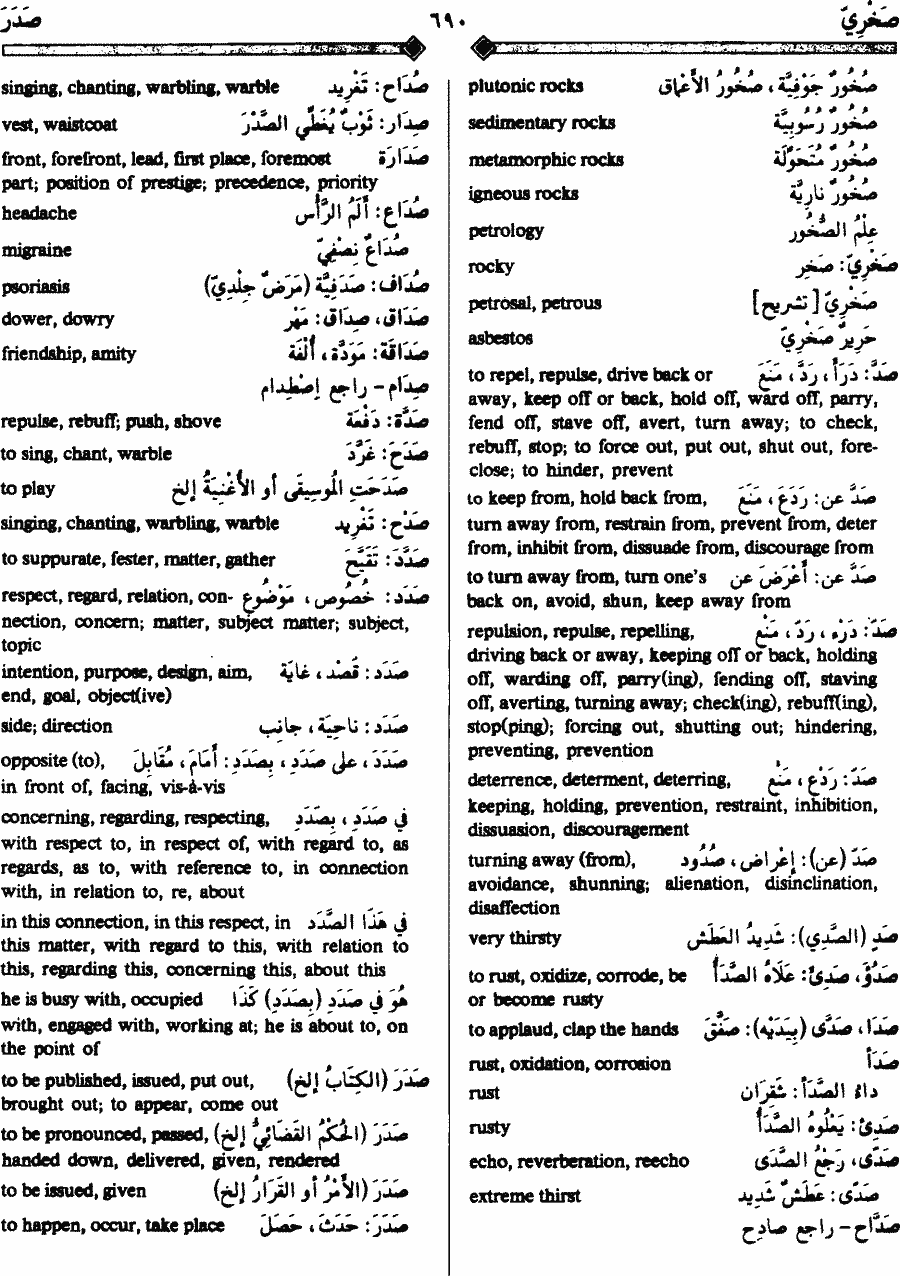 صَخْرِيّ ٦٩٠ صَدَرَ
صُخُورٌ جَوْفِيَّة، صُخُورُ الأَعْمَاق plutonic rocks
صُخُورٌ رُسُوبِيَّة sedimentary rocks
صُخُورٌ مُتَحَوِّلَة metamorphic rocks
صُخُورٌ نارِيَّة igneous rocks
عِلْمُ الصُّخُور petrology
صَخْرِيّ: صَخِر rocky
صَخْرِيّ [تشريح] petrosal, petrous
حَرِيرٌ صَخْرِيّ asbestos
صَدَّ: دَرَأَ، رَدَّ، مَنَعَ to repel, repulse, drive back or
away, keep off or back, hold off, ward off, parry,
fend off, stave off, avert, turn away; to check,
rebuff, stop; to force out, put out, shut out, fore-
close; to hinder, prevent
صَدَّ عن: رَدَعَ، مَنَعَ to keep from, hold back from,
turn away from, restrain from, prevent from, deter
from, inhibit from, dissuade from, discourage from
صَدَّ عن: أَعْرَضَ عن to turn away from, turn one's
back on, avoid, shun, keep away from
صَدّ: دَرْء، رَدّ، مَنْع repulsion, repulse, repelling,
driving back or away, keeping off or back, holding
off, warding off, parry(ing), fending off, staving
off, averting, turning away; check(ing), rebuff(ing),
stop(ping); forcing out, shutting out; hindering,
preventing, prevention
صَدّ: رَدْع، مَنْع deterrence, determent, deterring,
keeping, holding, prevention, restraint, inhibition,
dissuasion, discouragement
صَدّ (عن): إعْراض، صُدُود turning away (from),
avoidance, shunning; alienation, disinclination,
disaffection
صَدٍ (الصَّدِي): شَدِيدُ العَطَش very thirsty
صَدُؤَ، صَدِئَ: عَلَاهُ الصَّدَأ to rust, oxidize, corrode, be
or become rusty
صَدَا، صَدَّى (بِيَدَيْهِ): صَفَّقَ to applaud, clap the hands
صَدَأ rust, oxidation, corrosion
داءُ الصَّدَأ: شَقِرَان rust
صَدِئ: يَعْلُوهُ الصَّدَأُ rusty
صَدًى، رَجْعُ الصَّدَى echo, reverberation, reecho
صَدًى: عَطَشٌ شَدِيد extreme thirst
صَدَّاح – راجع صادِح
صُدَاح: تَغْرِيد singing, chanting, warbling, warble
صِدَار: ثَوْبٌ يُغَطِّي الصَّدْرَ vest, waistcoat
صَدَارَة front, forefront, lead, first place, foremost
part; position of prestige; precedence, priority
صُدَاع: أَلَمُ الرَّأْس headache
صُدَاعٌ نِصْفِيّ migraine
صُدَاف: صَدَفِيَّة (مَرَضٌ جِلْدِيّ) psoriasis
صَدَاق، صِداق: مَهْر dower, dowry
صَدَاقَة: مَوَدَّة، أُلْفَة friendship, amity
صِدَام – راجع إصْطِدام
صَدَّة: دَفْعَة repulse, rebuff; push, shove
صَدَحَ: غَرَّدَ to sing, chant, warble
صَدَحَتِ المُوسِيقَى أو الأُغْنِيَةُ إلخ to play
صَدْح: تَغْرِيد singing, chanting, warbling, warble
صَدَّدَ: تَقَيَّحَ to suppurate, fester, matter, gather
صَدَد: خُصُوص، مَوْضُوع respect, regard, relation, con-
nection, concern; matter, subject matter; subject,
topic
صَدَد: قَصْد، غايَة intention, purpose, design, aim,
end, goal, object(ive)
صَدَد: ناحِيَة، جانِب side; direction
صَدَدَ، على صَدَدِ، بِصَدَدِ: أَمَامَ، مُقَابِلَ opposite (to),
in front of, facing, vis-à-vis
في صَدَدِ، بِصَدَدِ concerning, regarding, respecting,
with respect to, in respect of, with regard to, as
regards, as to, with reference to, in connection
with, in relation to, re, about
في هَذَا الصَّدَدِ in this connection, in this respect, in
this matter, with regard to this, with relation to
this, regarding this, concerning this, about this
هُوَ في صَدَدِ (بِصَدَدِ) كَذَا he is busy with, occupied
with, engaged with, working at; he is about to, on
the point of
صَدَرَ (الكِتَابُ إلخ) to be published, issued, put out,
brought out; to appear, come out
صَدَرَ (الحُكْمُ القَضَائِيُّ إلخ) to be pronounced, passed,
handed down, delivered, given, rendered
صَدَرَ (الأَمْرُ أو القَرَارُ إلخ) to be issued, given
صَدَرَ: حَدَثَ، حَصَلَ to happen, occur, take place